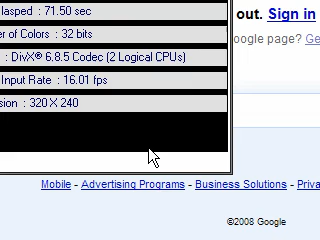 lasped : 71.50 sec
er of Colors : 32 bits
: DivX® 6.8.5 Codec (2 Logical CPUs)
Input Rate : 16.01 fps
sion : 320 X 240
out. Sign in
oogle page? Ge
Mobile - Advertising Programs - Business Solutions - Priva
©2008 Google